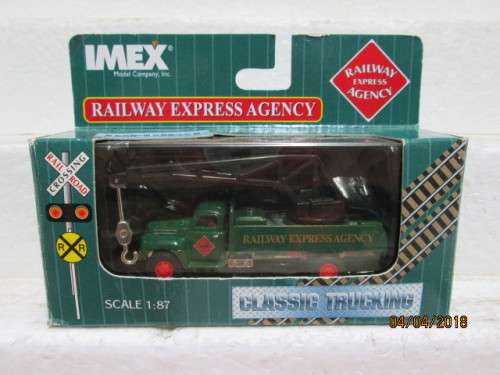 IMEX
Model Company, Inc.
RAILWAY EXPRESS AGENCY
RAILWAY
EXPRESS
AGENCY
RAIL ROAD
CROSSING
R R
RAILWAY EXPRESS AGENCY
SCALE 1:87
CLASSIC TRUCKING
04/04/2018